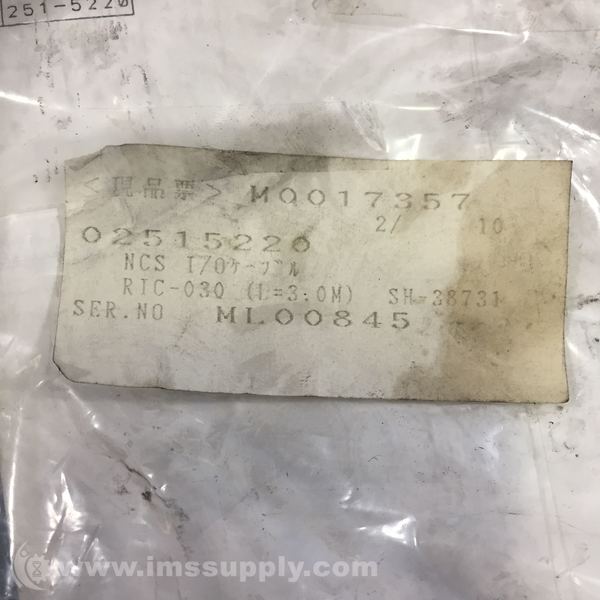 251-5220
＜現品票＞ MQ017357
2/ 10
02515220
NCS I/Oケーブル
RIC-030 (L=3.0M) SH=38731
SER.NO ML00845
www.imssupply.com